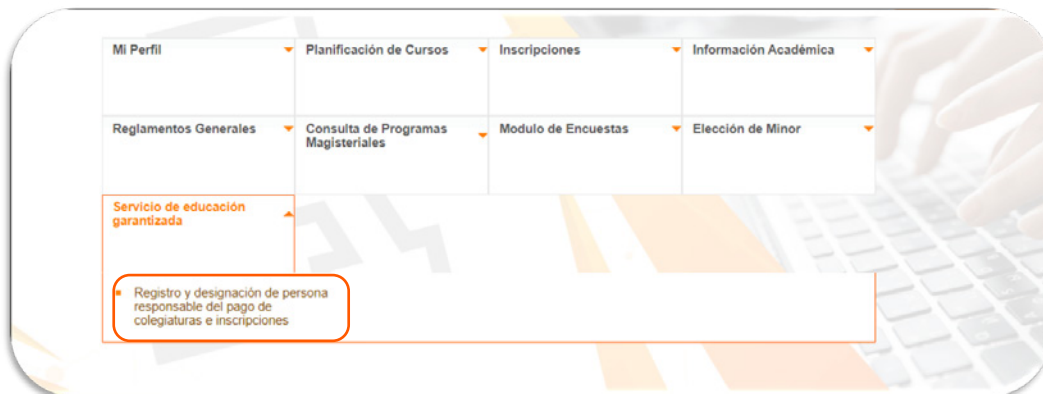 Mi Perfil
Planificación de Cursos
Inscripciones
Información Académica
Reglamentos Generales
Consulta de Programas
Magisteriales
Modulo de Encuestas
Elección de Minor
Servicio de educación
garantizada
Registro y designación de persona
responsable del pago de
colegiaturas e inscripciones